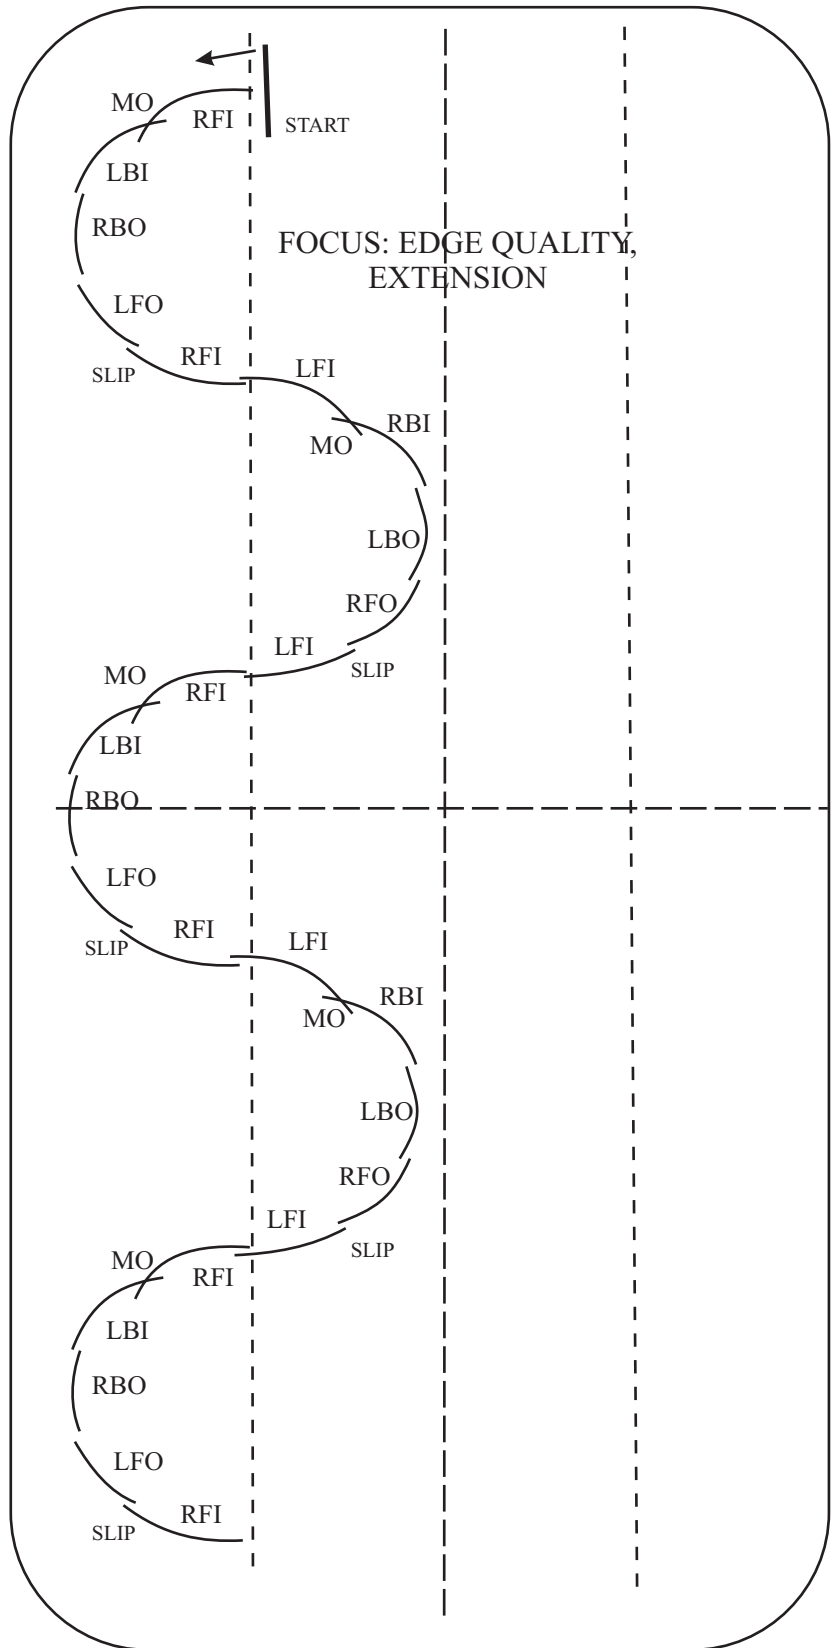 MO
RFI
START
LBI
RBO
FOCUS: EDGE QUALITY,
EXTENSION
LFO
RFI
SLIP
LFI
RBI
MO
LBO
RFO
LFI
SLIP
MO
RFI
LBI
RBO
LFO
RFI
SLIP
LFI
RBI
MO
LBO
RFO
LFI
SLIP
MO
RFI
LBI
RBO
LFO
RFI
SLIP